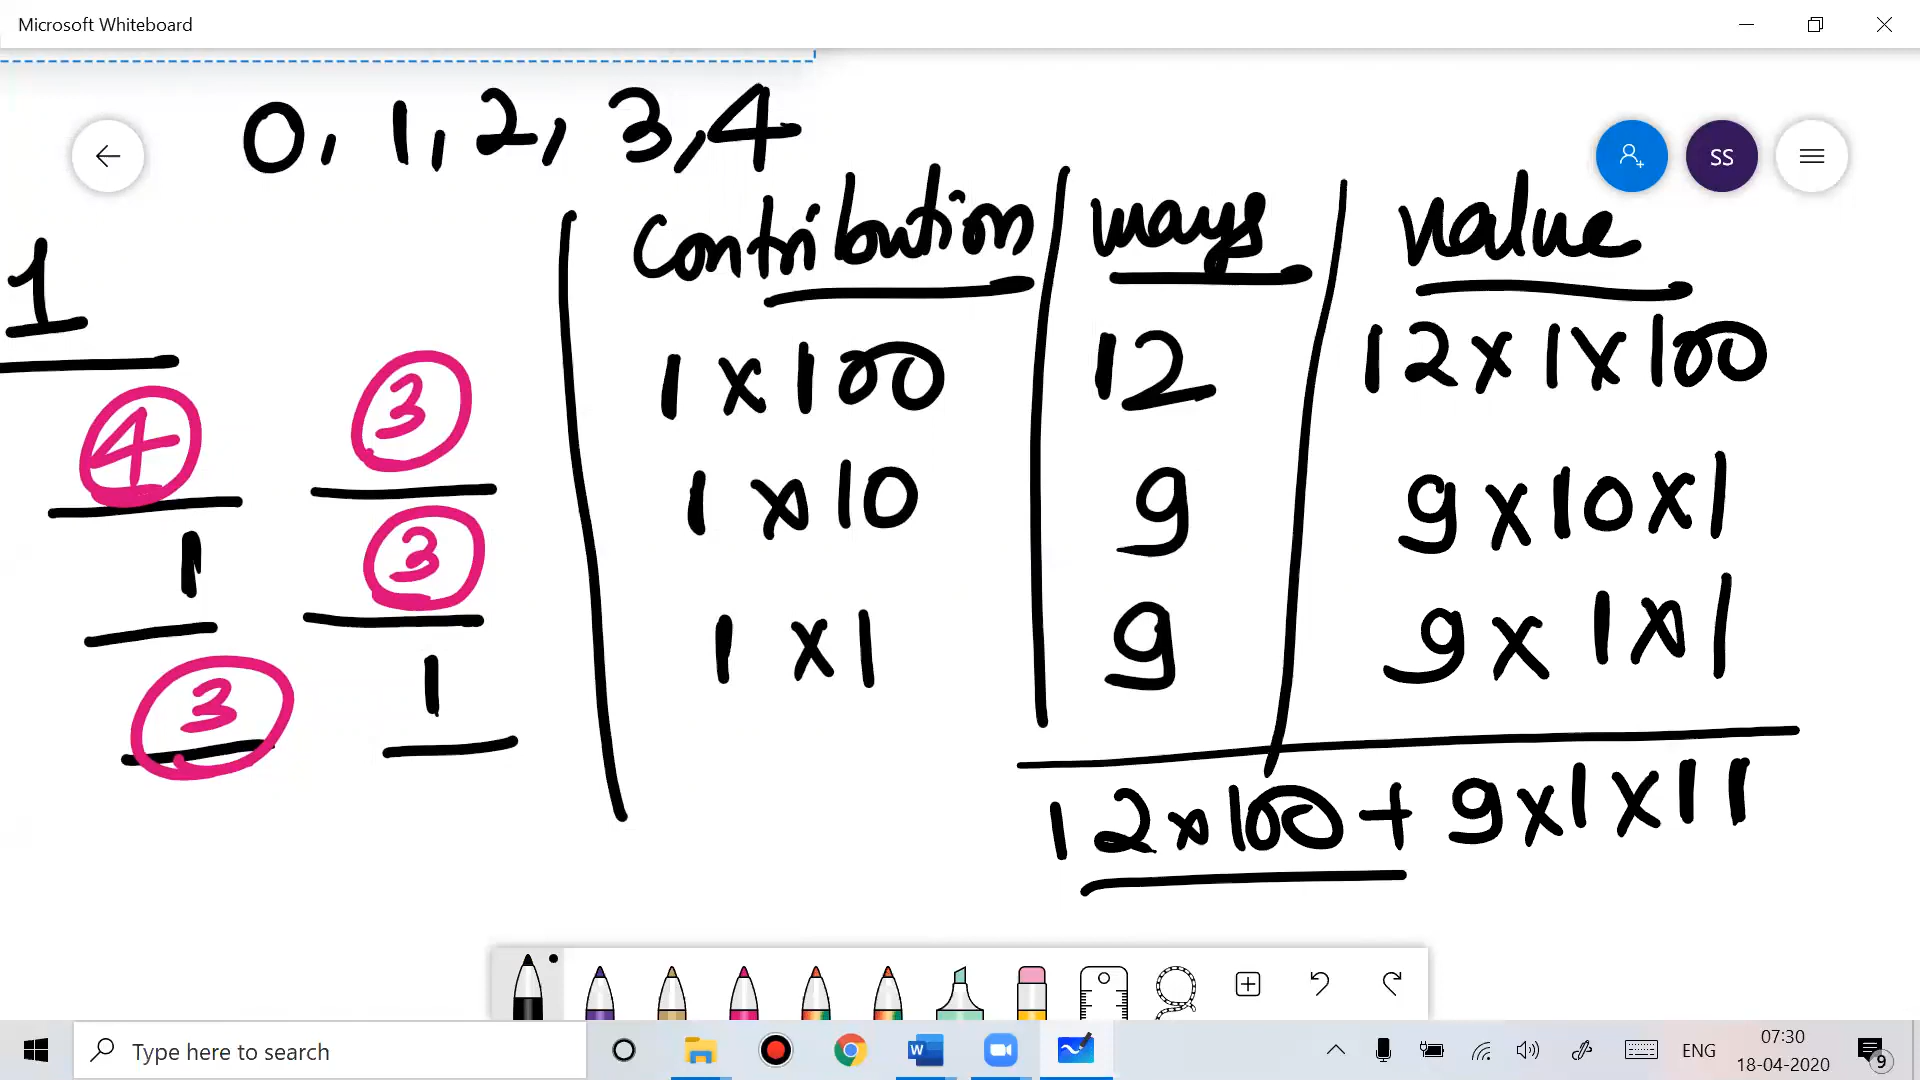 Microsoft Whiteboard
0, 1, 2, 3, 4
SS
contribution ways value
1
1 x 100 12 12 x 1 x 100
4 3
1 x 10 9 9 x 10 x 1
1 3
1 x 1 9 9 x 1 x 1
3 1
12 x 100 + 9 x 1 x 11
Type here to search
W
ENG
07:30
18-04-2020
9